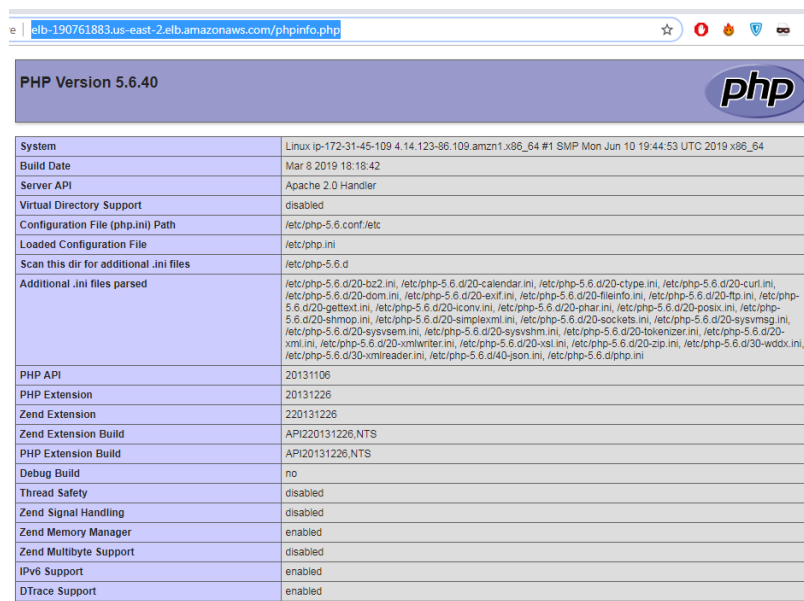 elb-190761883.us-east-2.elb.amazonaws.com/phpinfo.php
PHP Version 5.6.40
php
System Linux ip-172-31-45-109 4.14.123-86.109.amzn1.x86_64 #1 SMP Mon Jun 10 19:44:53 UTC 2019 x86_64
Build Date Mar 8 2019 18:18:42
Server API Apache 2.0 Handler
Virtual Directory Support disabled
Configuration File (php.ini) Path /etc/php-5.6.conf:/etc
Loaded Configuration File /etc/php.ini
Scan this dir for additional .ini files /etc/php-5.6.d
Additional .ini files parsed /etc/php-5.6.d/20-bz2.ini, /etc/php-5.6.d/20-calendar.ini, /etc/php-5.6.d/20-ctype.ini, /etc/php-5.6.d/20-curl.ini,
/etc/php-5.6.d/20-dom.ini, /etc/php-5.6.d/20-exif.ini, /etc/php-5.6.d/20-fileinfo.ini, /etc/php-5.6.d/20-ftp.ini, /etc/php-
5.6.d/20-gettext.ini, /etc/php-5.6.d/20-iconv.ini, /etc/php-5.6.d/20-phar.ini, /etc/php-5.6.d/20-posix.ini, /etc/php-
5.6.d/20-shmop.ini, /etc/php-5.6.d/20-simplexml.ini, /etc/php-5.6.d/20-sockets.ini, /etc/php-5.6.d/20-sysvmsg.ini,
/etc/php-5.6.d/20-sysvsem.ini, /etc/php-5.6.d/20-sysvshm.ini, /etc/php-5.6.d/20-tokenizer.ini, /etc/php-5.6.d/20-
xml.ini, /etc/php-5.6.d/20-xmlwriter.ini, /etc/php-5.6.d/20-xsl.ini, /etc/php-5.6.d/20-zip.ini, /etc/php-5.6.d/30-wddx.ini,
/etc/php-5.6.d/30-xmlreader.ini, /etc/php-5.6.d/40-json.ini, /etc/php-5.6.d/php.ini
PHP API 20131106
PHP Extension 20131226
Zend Extension 220131226
Zend Extension Build API220131226,NTS
PHP Extension Build API20131226,NTS
Debug Build no
Thread Safety disabled
Zend Signal Handling disabled
Zend Memory Manager enabled
Zend Multibyte Support disabled
IPv6 Support enabled
DTrace Support enabled